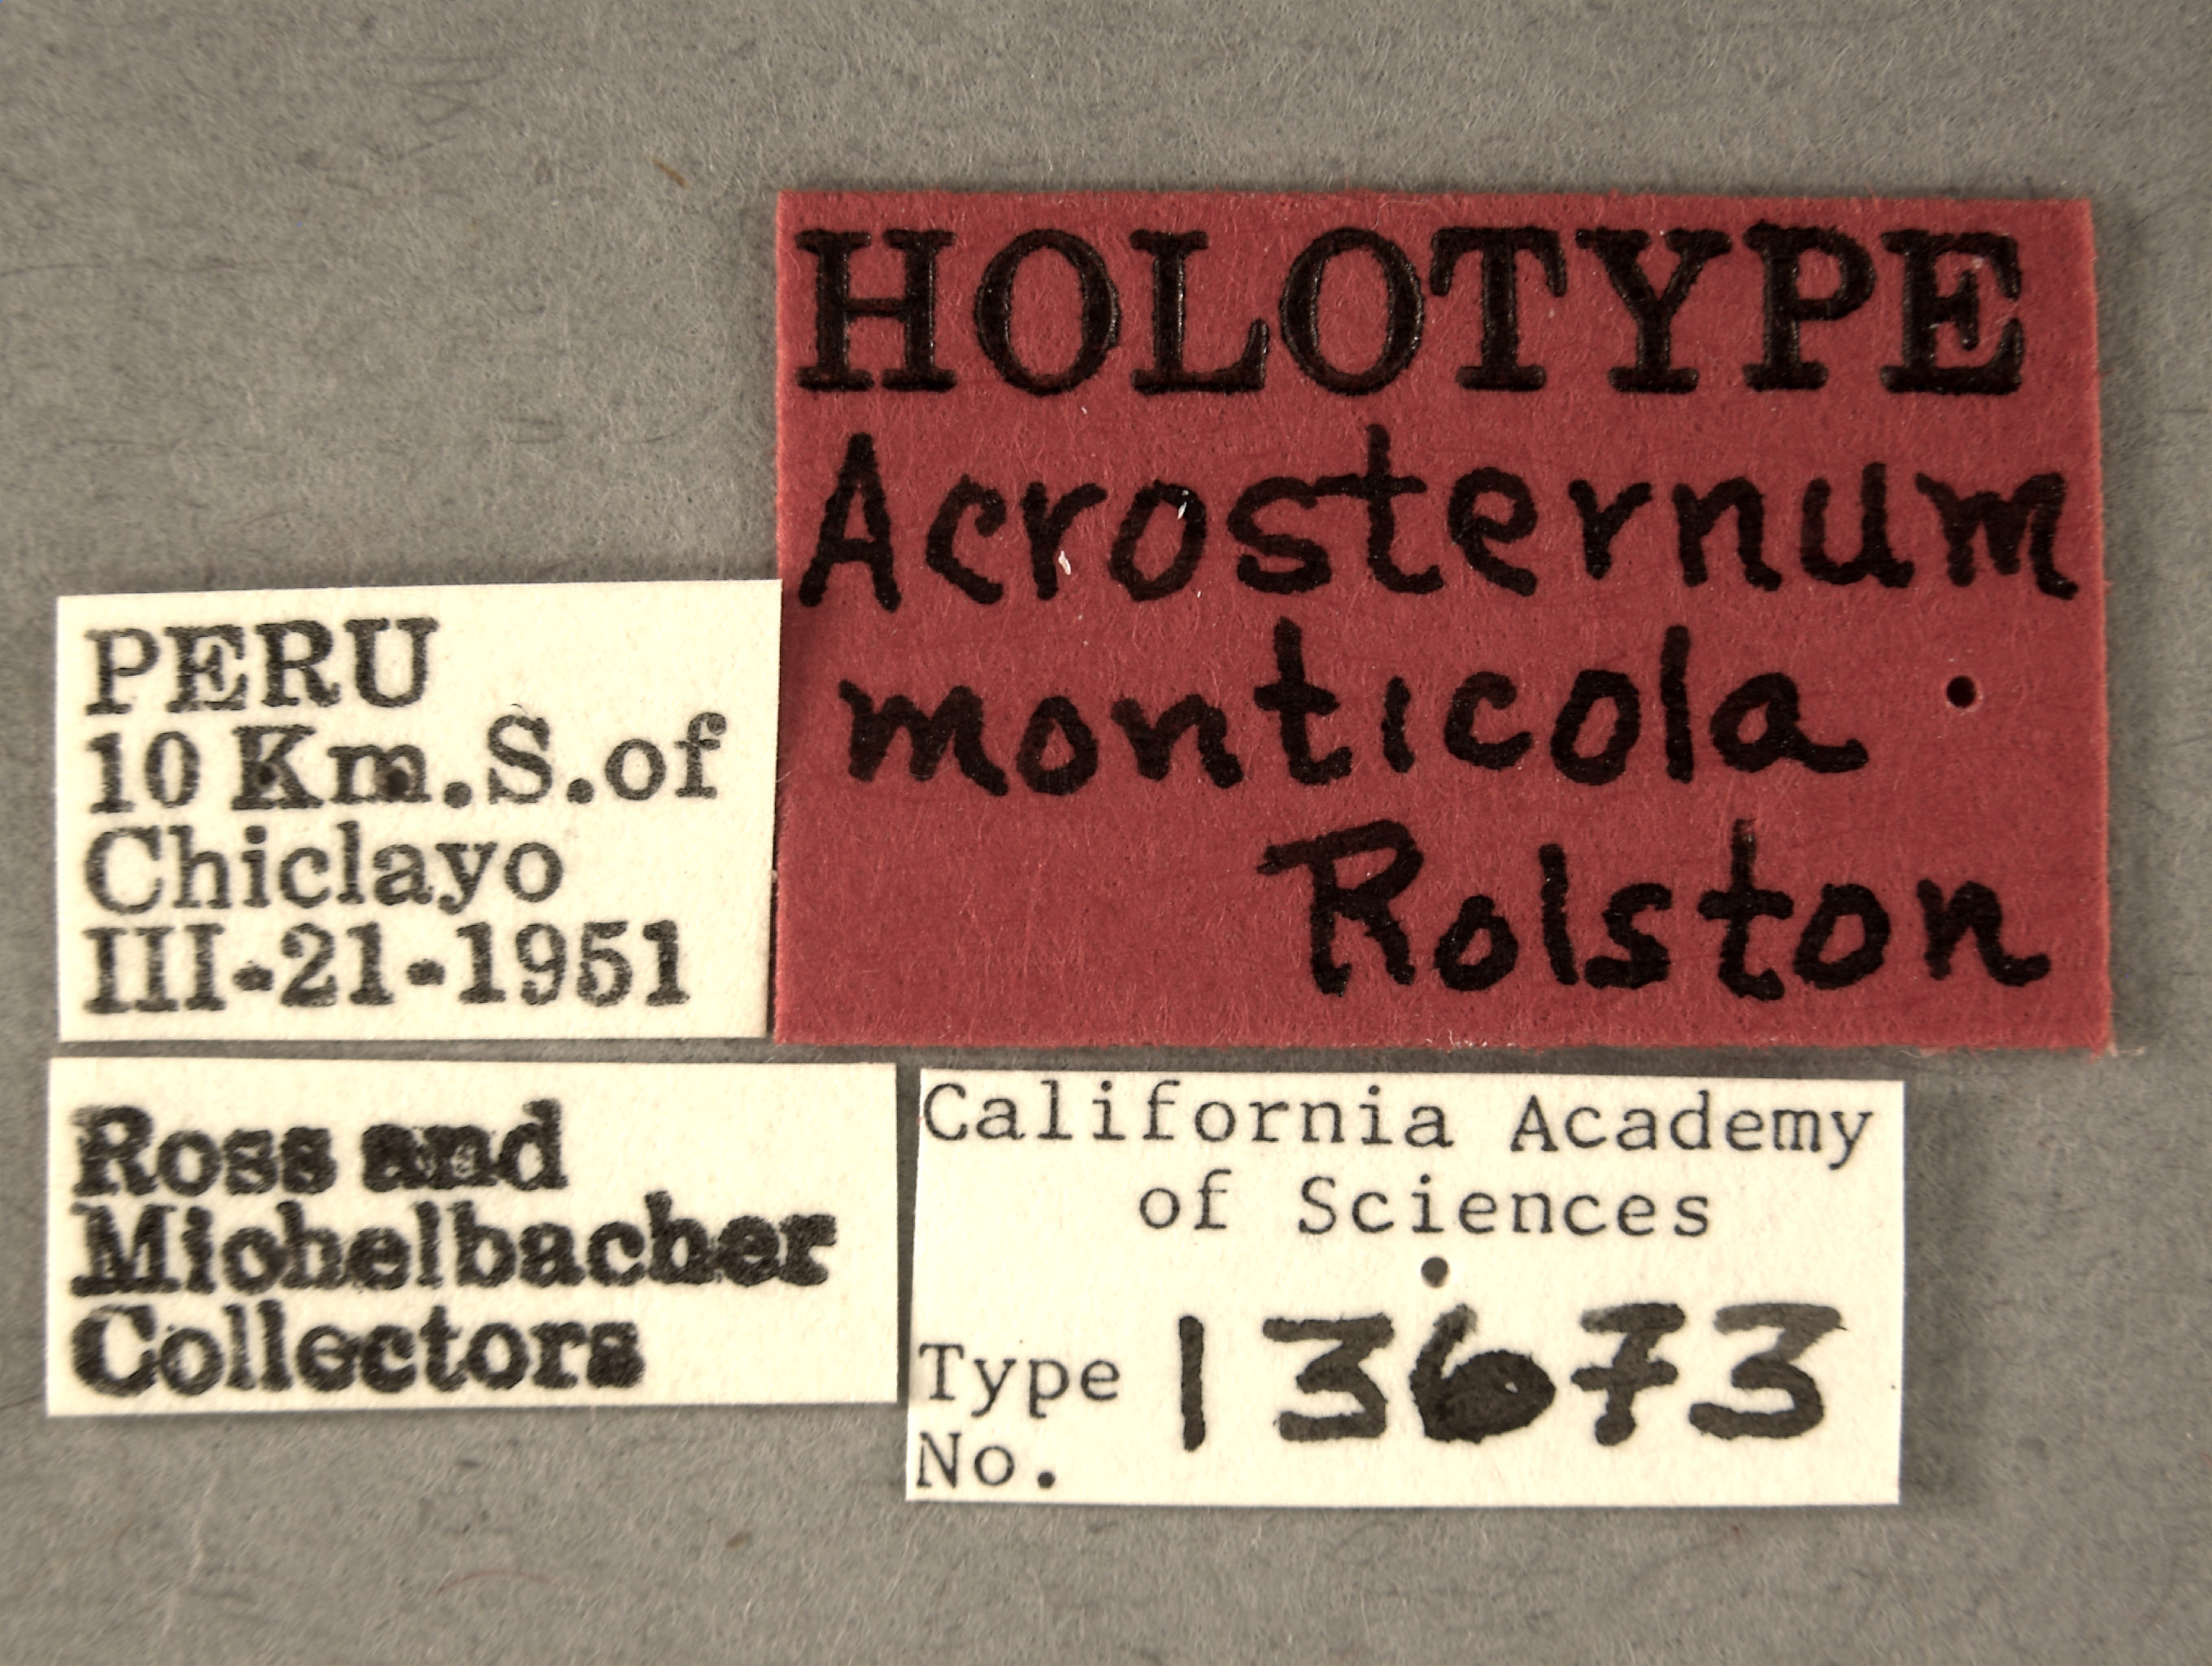 HOLOTYPE
Acrosternum
monticola
Rolston
PERU
10 Km.S.of
Chiclayo
III-21-1951
Ross and
Michelbacher
Collectors
California Academy
of Sciences
Type 13673
No.